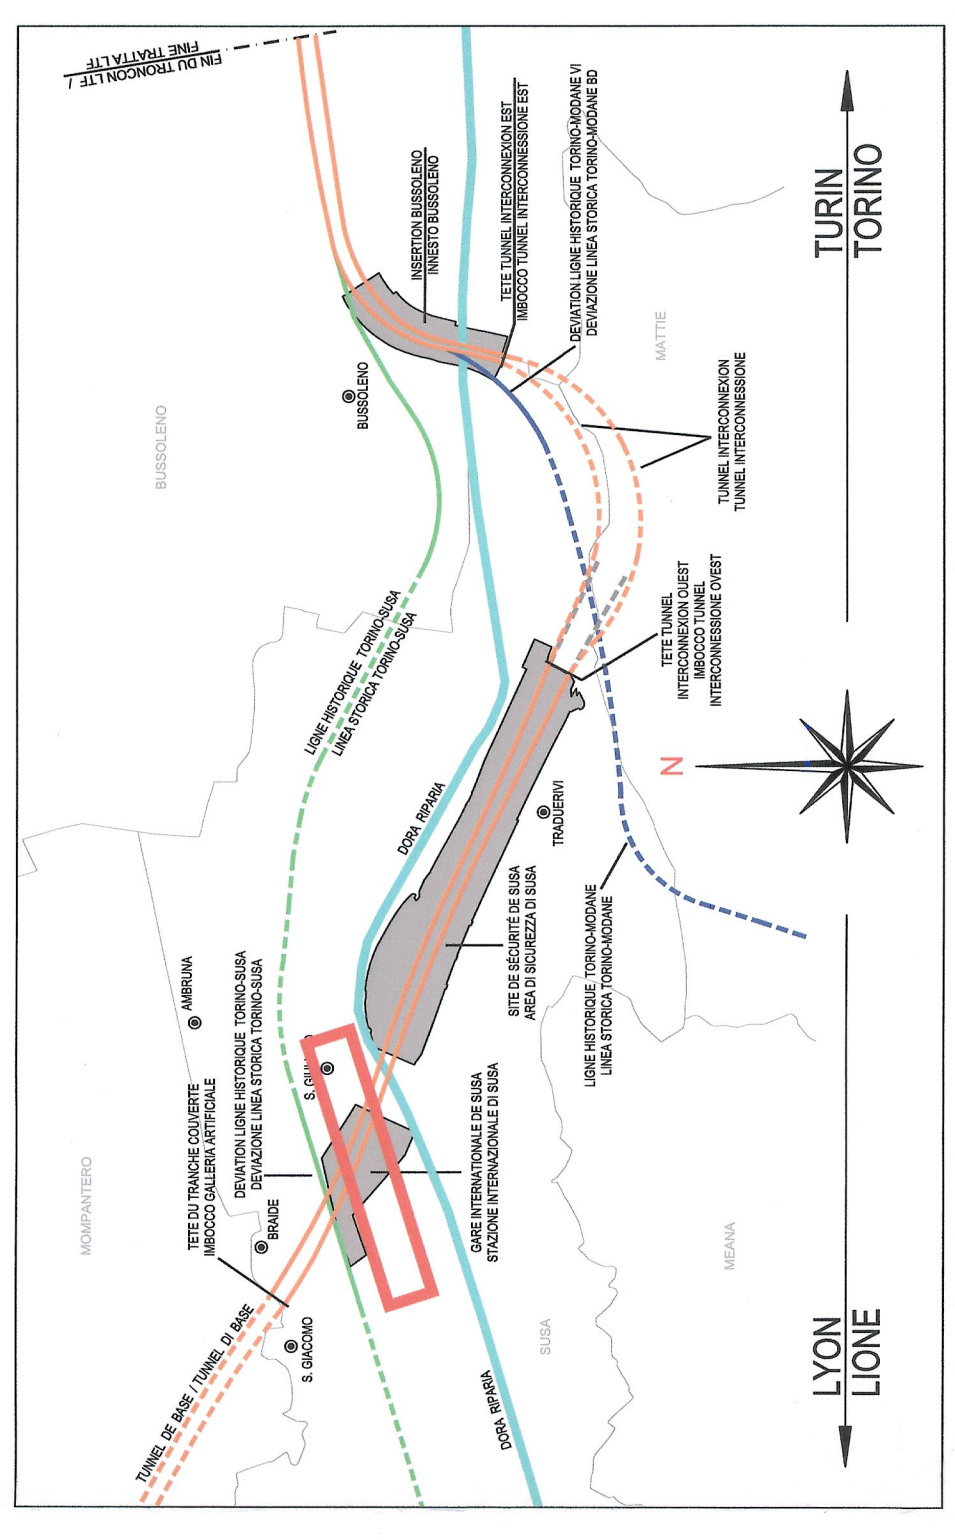 FIN DU TRONCON LTF /
FINE TRATTA LTF
INSERTION BUSSOLENO
INNESTO BUSSOLENO
TETE TUNNEL INTERCONNEXION EST
IMBOCCO TUNNEL INTERCONNESSIONE EST
DEVIATION LIGNE HISTORIQUE TORINO-MODANE VI
DEVIAZIONE LINEA STORICA TORINO-MODANE BD
TURIN
TORINO
MATTIE
BUSSOLENO
BUSSOLENO
TUNNEL INTERCONNEXION
TUNNEL INTERCONNESSIONE
LIGNE HISTORIQUE TORINO-SUSA
LINEA STORICA TORINO-SUSA
TETE TUNNEL
INTERCONNEXION OUEST
IMBOCCO TUNNEL
INTERCONNESSIONE OVEST
N
DORA RIPARIA
TRADUERIVI
SITE DE SÉCURITÉ DE SUSA
AREA DI SICUREZZA DI SUSA
LIGNE HISTORIQUE TORINO-MODANE
LINEA STORICA TORINO-MODANE
AMBRUNA
DEVIATION LIGNE HISTORIQUE TORINO-SUSA
DEVIAZIONE LINEA STORICA TORINO-SUSA
S.
TETE DU TRANCHE COUVERTE
IMBOCCO GALLERIA ARTIFICIALE
GARE INTERNATIONALE DE SUSA
STAZIONE INTERNAZIONALE DI SUSA
MOMPANTERO
BRAIDE
MEANA
S. GIACOMO
SUSA
TUNNEL DE BASE / TUNNEL DI BASE
DORA RIPARIA
LYON
LIONE